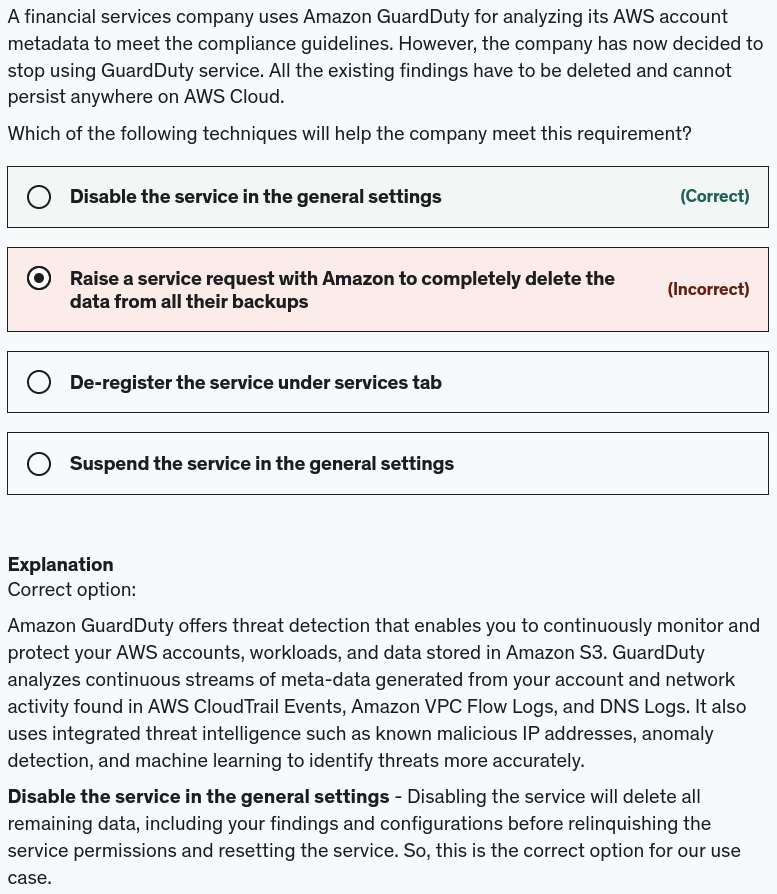 A financial services company uses Amazon GuardDuty for analyzing its AWS account
metadata to meet the compliance guidelines. However, the company has now decided to
stop using GuardDuty service. All the existing findings have to be deleted and cannot
persist anywhere on AWS Cloud.
Which of the following techniques will help the company meet this requirement?
Disable the service in the general settings (Correct)
Raise a service request with Amazon to completely delete the
data from all their backups (Incorrect)
De-register the service under services tab
Suspend the service in the general settings
Explanation
Correct option:
Amazon GuardDuty offers threat detection that enables you to continuously monitor and
protect your AWS accounts, workloads, and data stored in Amazon S3. GuardDuty
analyzes continuous streams of meta-data generated from your account and network
activity found in AWS CloudTrail Events, Amazon VPC Flow Logs, and DNS Logs. It also
uses integrated threat intelligence such as known malicious IP addresses, anomaly
detection, and machine learning to identify threats more accurately.
Disable the service in the general settings - Disabling the service will delete all
remaining data, including your findings and configurations before relinquishing the
service permissions and resetting the service. So, this is the correct option for our use
case.